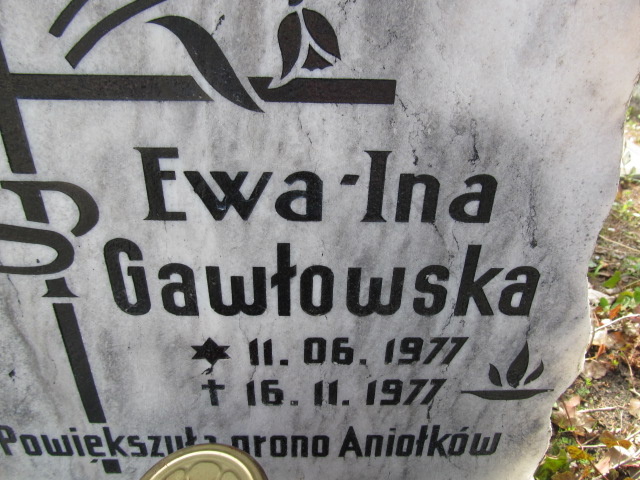 Ewa-Ina
Gawłowska
★ 11. 06. 1977
✝ 16. 11. 1977
Powiększyła grono Aniołków